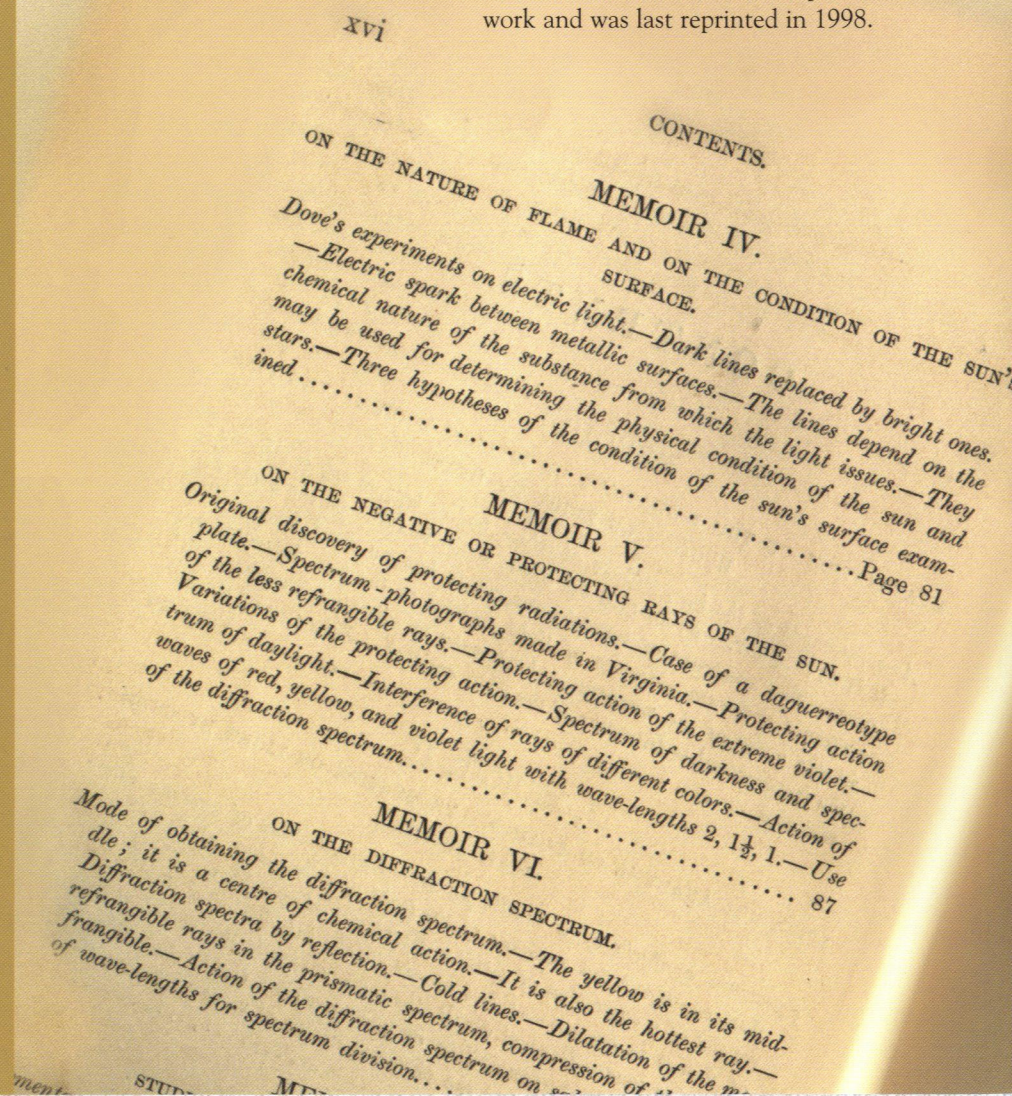 work and was last reprinted in 1998.
xvi
CONTENTS.
MEMOIR IV.
ON THE NATURE OF FLAME AND ON THE CONDITION OF THE SUN'S
SURFACE.
Dove's experiments on electric light.—Dark lines replaced by bright ones.
—Electric spark between metallic surfaces.—The lines depend on the
chemical nature of the substance from which the light issues.—They
may be used for determining the physical condition of the sun and
stars.—Three hypotheses of the condition of the sun's surface exam-
ined....................................................Page 81
MEMOIR V.
ON THE NEGATIVE OR PROTECTING RAYS OF THE SUN.
Original discovery of protecting radiations.—Case of a daguerreotype
plate.—Spectrum-photographs made in Virginia.—Protecting action
of the less refrangible rays.—Protecting action of the extreme violet.—
Variations of the protecting action.—Spectrum of darkness and spec-
trum of daylight.—Interference of rays of different colors.—Action of
waves of red, yellow, and violet light with wave-lengths 2, 1½, 1.—Use
of the diffraction spectrum........................................ 87
MEMOIR VI.
ON THE DIFFRACTION SPECTRUM.
Mode of obtaining the diffraction spectrum.—The yellow is in its mid-
dle; it is a centre of chemical action.—It is also the hottest ray.—
Diffraction spectra by reflection.—Cold lines.—Dilatation of the
refrangible rays in the prismatic spectrum, compression of
frangible.—Action of the diffraction spectrum on
of wave-lengths for spectrum division....